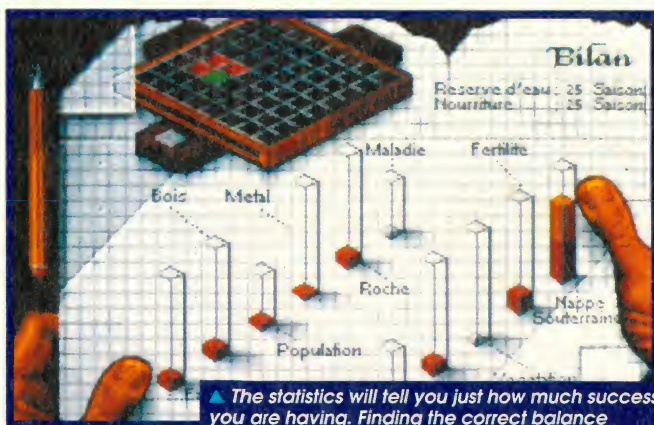 Bilan
Reserve d'eau : 25 Saison
Nourriture : 25 Saison
Maladie
Fertilite
Bois
Metal
Roche
Nappe
Souterraine
Population
▲ The statistics will tell you just how much success
you are having. Finding the correct balance